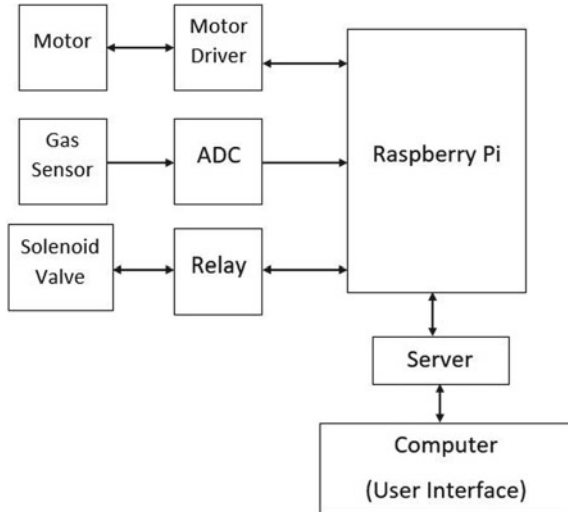 Motor
Motor
Driver
Gas
Sensor
ADC
Raspberry Pi
Solenoid
Valve
Relay
Server
Computer
(User Interface)